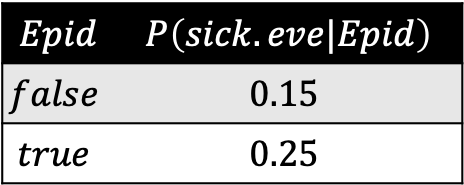 Epid P(sick.eve|Epid)
false 0.15
true 0.25